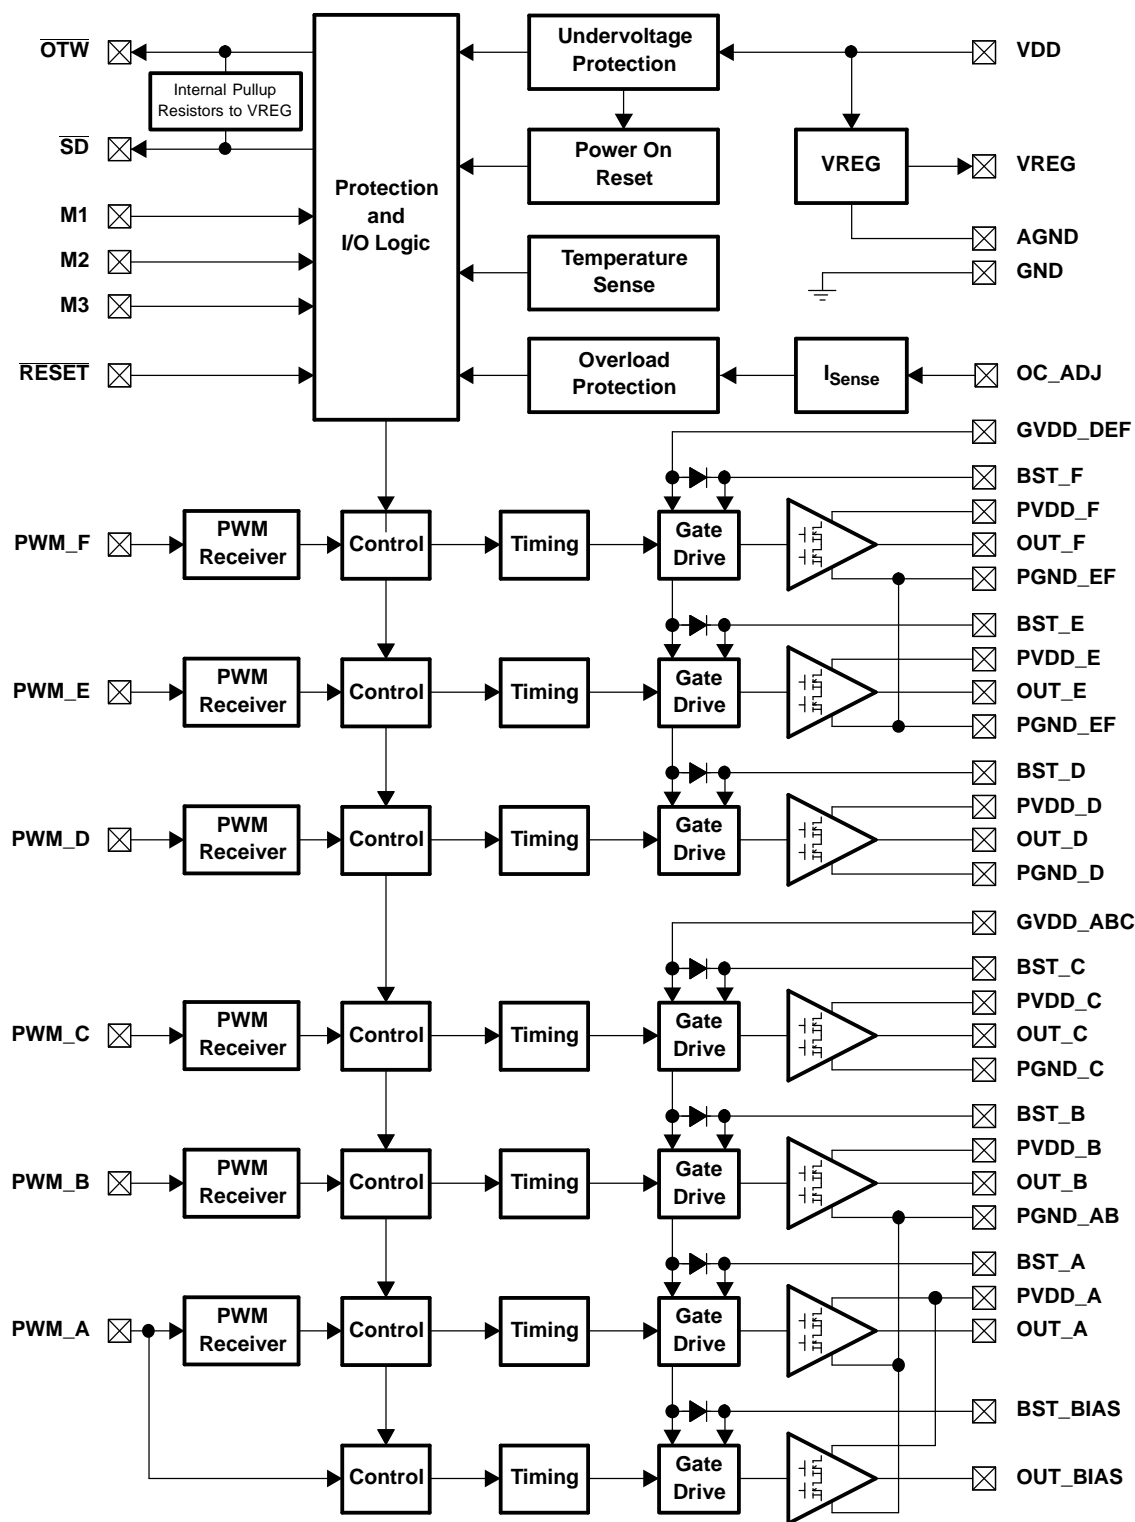 OTW
Internal Pullup
Resistors to VREG
SD
M1
M2
M3
RESET
Protection
and
I/O Logic
Undervoltage
Protection
Power On
Reset
Temperature
Sense
Overload
Protection
VREG
ISense
VDD
VREG
AGND
GND
OC_ADJ
GVDD_DEF
BST_F
PWM_F
PWM
Receiver
Control
Timing
Gate
Drive
PVDD_F
OUT_F
PGND_EF
BST_E
PWM_E
PWM
Receiver
Control
Timing
Gate
Drive
PVDD_E
OUT_E
PGND_EF
BST_D
PWM_D
PWM
Receiver
Control
Timing
Gate
Drive
PVDD_D
OUT_D
PGND_D
GVDD_ABC
BST_C
PWM_C
PWM
Receiver
Control
Timing
Gate
Drive
PVDD_C
OUT_C
PGND_C
BST_B
PWM_B
PWM
Receiver
Control
Timing
Gate
Drive
PVDD_B
OUT_B
PGND_AB
BST_A
PWM_A
PWM
Receiver
Control
Timing
Gate
Drive
PVDD_A
OUT_A
BST_BIAS
Control
Timing
Gate
Drive
OUT_BIAS